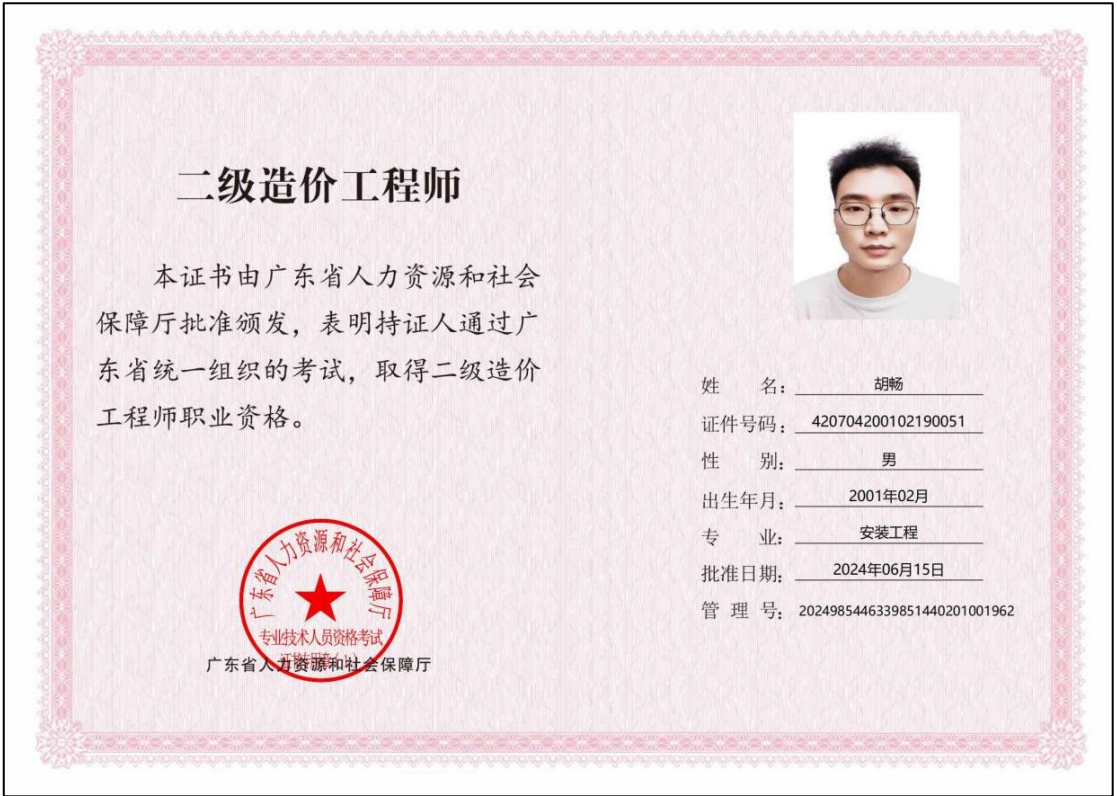 二级造价工程师
本证书由广东省人力资源和社会
保障厅批准颁发，表明持证人通过广
东省统一组织的考试，取得二级造价
工程师职业资格。
广东省人力资源和社会保障厅
专业技术人员资格考试
广东省人力资源和社会保障厅
姓 名：胡畅
证件号码：420704200102190051
性 别：男
出生年月：2001年02月
专 业：安装工程
批准日期：2024年06月15日
管 理 号：2024985446339851440201001962